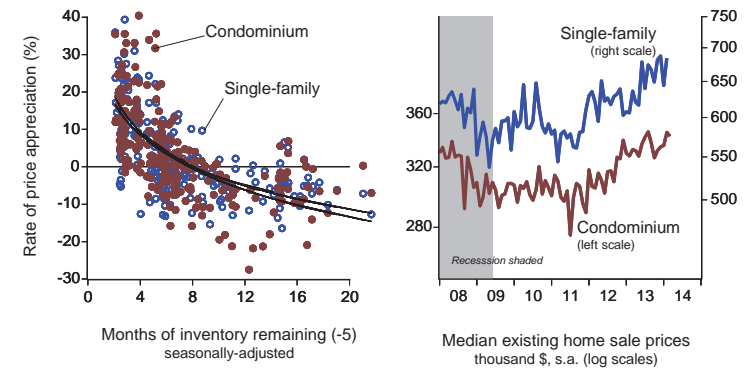 Rate of price appreciation (%)
40
30
20
10
0
-10
-20
-30
Condominium
Single-family
0
4
8
12
16
20
Months of inventory remaining (-5)
seasonally-adjusted
360
320
280
Single-family
(right scale)
Condominium
(left scale)
Recesssion shaded
750
700
650
600
550
500
08
09
10
11
12
13
14
Median existing home sale prices
thousand $, s.a. (log scales)